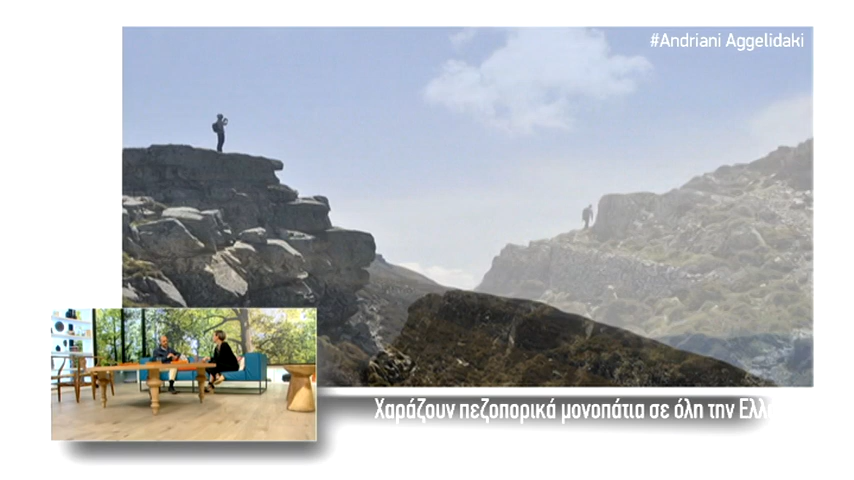 #Andriani Aggelidaki
Χαράζουν πεζοπορικά μονοπάτια σε όλη την